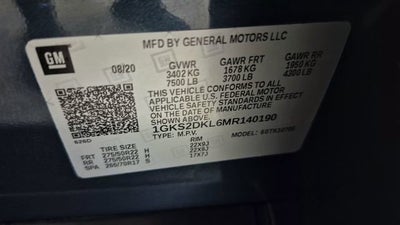 MFD BY GENERAL MOTORS LLC
GM
08/20 GVWR GAWR FRT GAWR RR
3402 KG 1678 KG 1950 KG
7500 LB 3700 LB 4300 LB
THIS VEHICLE CONFORMS TO ALL
APPLICABLE U.S. FEDERAL MOTOR
VEHICLE SAFETY STANDARDS IN EFFECT
ON THE DATE OF MANUFACTURE
SHOWN ABOVE.
1GKS2DKL6MR140190
TYPE: M.P.V.
TIRE SIZE RIM
FRT 275/50R22 H 22X9J
RR 275/50R22 H 22X9J
SPA 265/70R17 S 17X7J